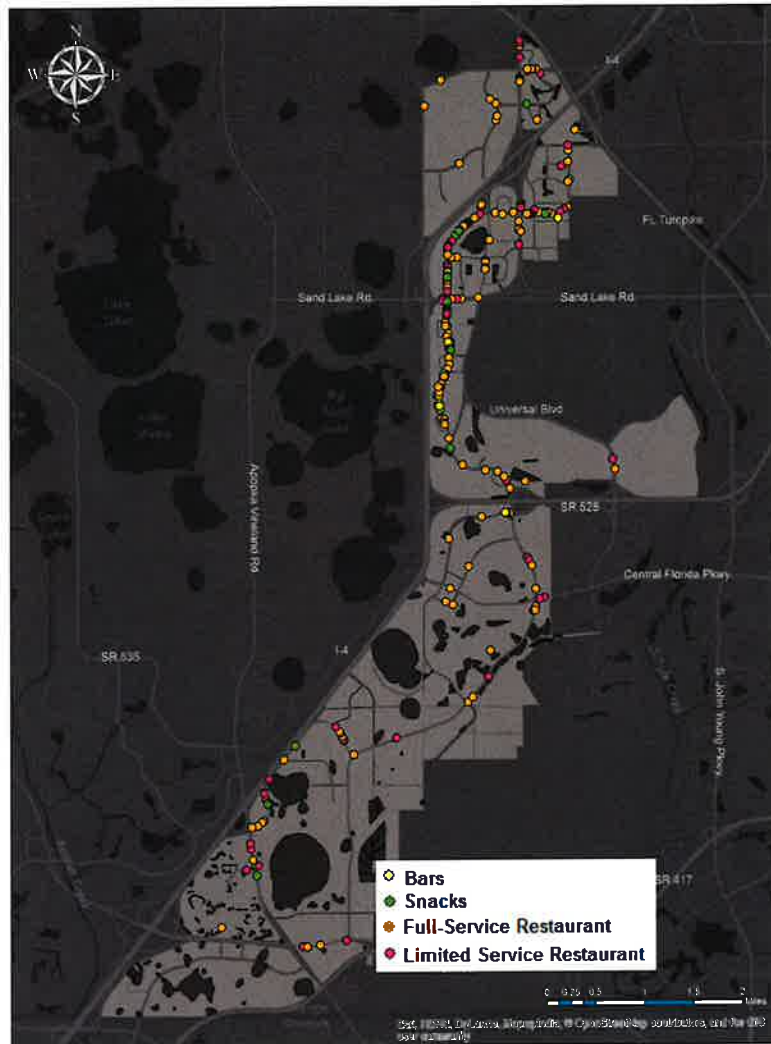 N
W E
S
I-4
FL Turnpike
Sand Lake Rd.
Sand Lake Rd
Universal Blvd
Apopka Vineland Rd
SR 528
Central Florida Pkwy
I-4
SR 535
S. John Young Pkwy
Bars
Snacks
Full-Service Restaurant
Limited Service Restaurant
SR 417
0 0.25 0.5 1 1.5 2
Miles